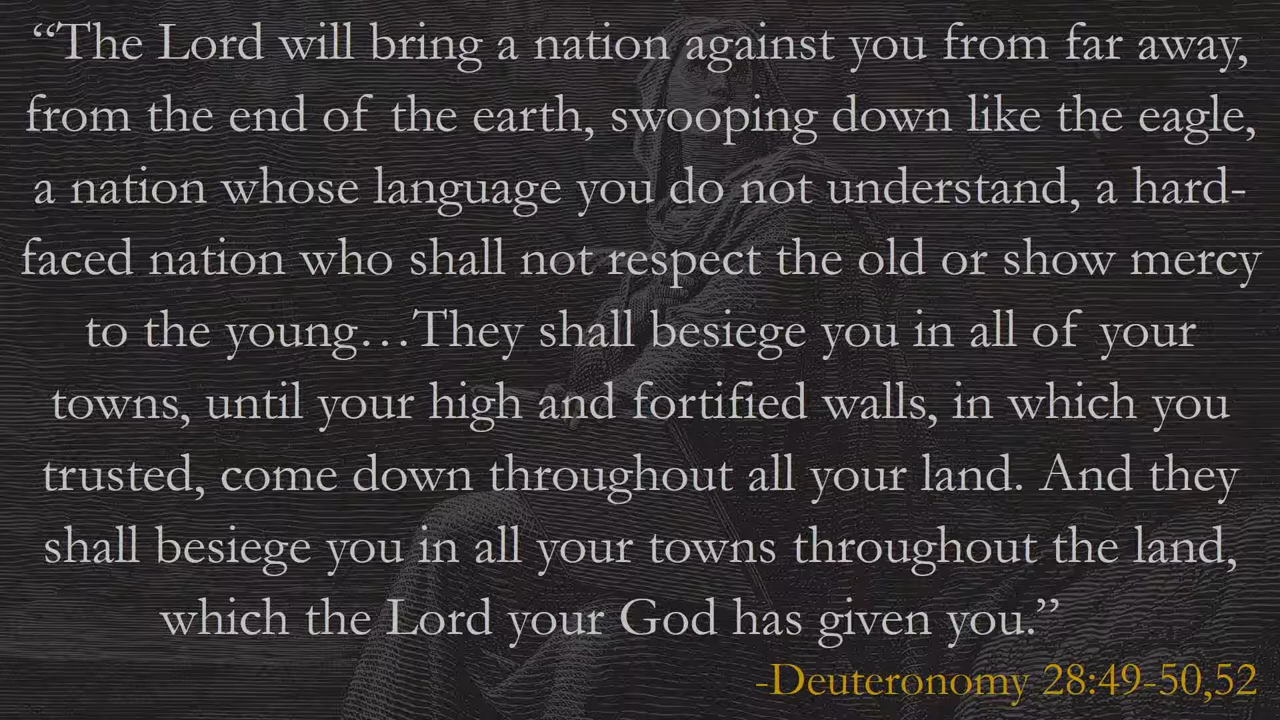 “The Lord will bring a nation against you from far away,
from the end of the earth, swooping down like the eagle,
a nation whose language you do not understand, a hard-
faced nation who shall not respect the old or show mercy
to the young…They shall besiege you in all of your
towns, until your high and fortified walls, in which you
trusted, come down throughout all your land. And they
shall besiege you in all your towns throughout the land,
which the Lord your God has given you.”
-Deuteronomy 28:49-50,52